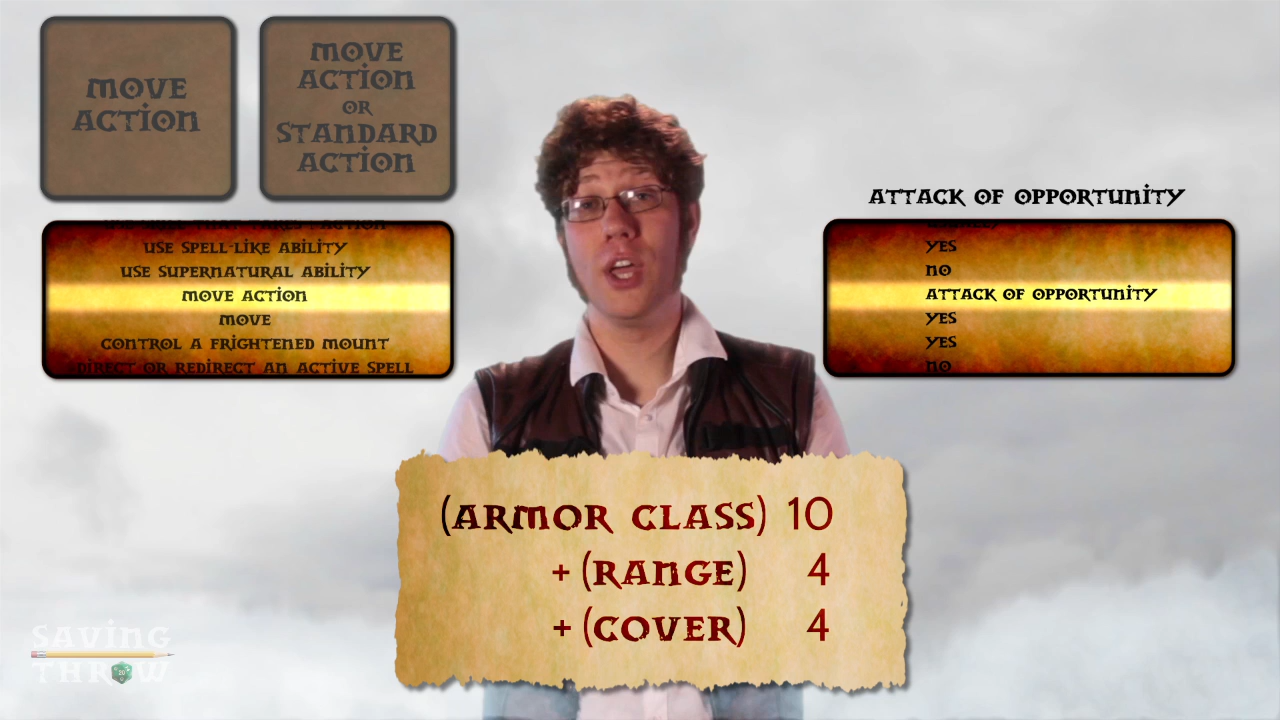 MOVE
ACTION
MOVE
ACTION
OR
STANDARD
ACTION
USE SPELL-LIKE ABILITY
USE SUPERNATURAL ABILITY
MOVE ACTION
MOVE
CONTROL A FRIGHTENED MOUNT
DIRECT OR REDIRECT AN ACTIVE SPELL
ATTACK OF OPPORTUNITY
YES
NO
ATTACK OF OPPORTUNITY
YES
YES
NO
(ARMOR CLASS) 10
+ (RANGE) 4
+ (COVER) 4
SAVING
THROW
20